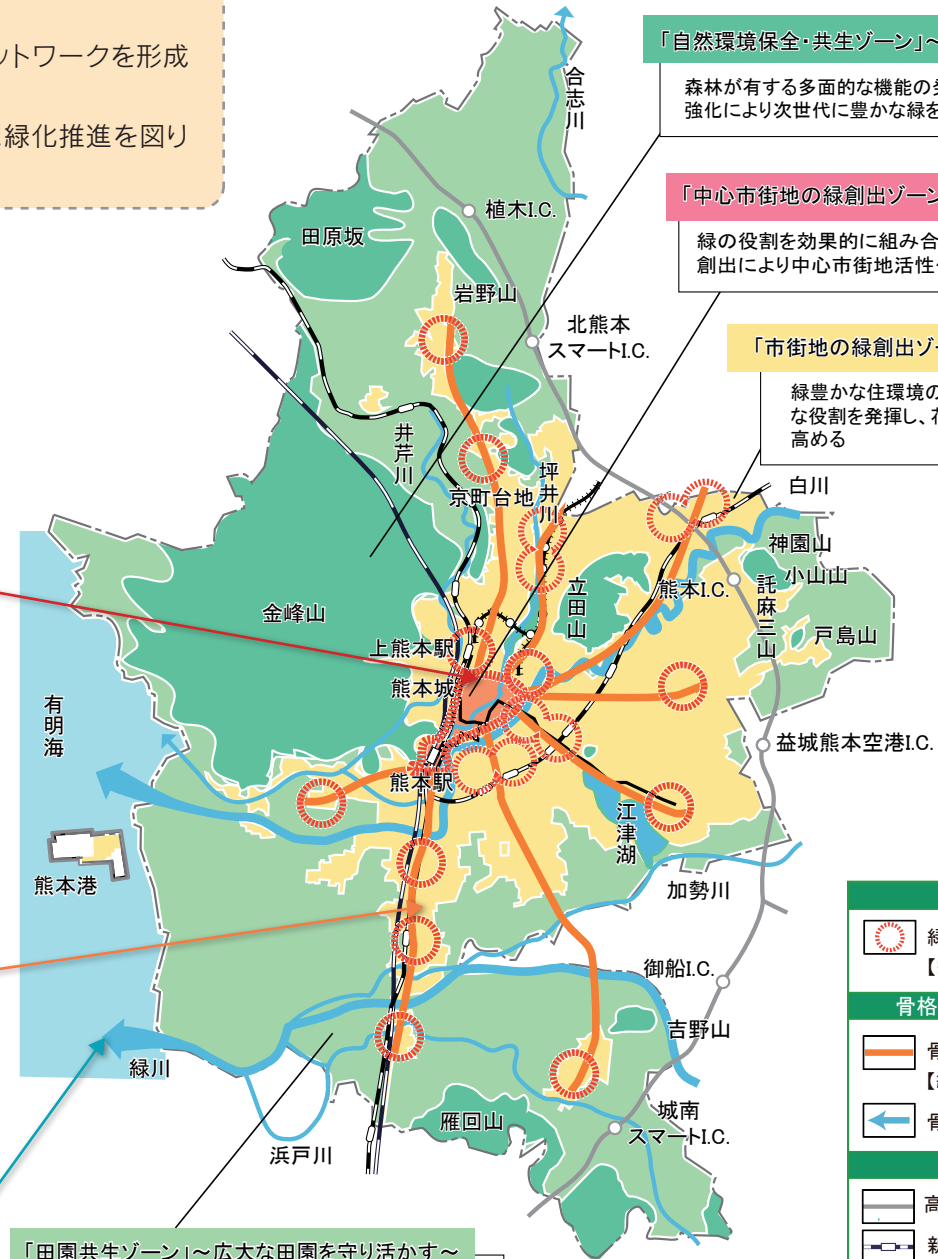 ットワークを形成
緑化推進を図り
「自然環境保全・共生ゾーン」～
森林が有する多面的な機能の
強化により次世代に豊かな緑を
「中心市街地の緑創出ゾーン
緑の役割を効果的に組み合
創出により中心市街地活性
「市街地の緑創出ゾ
緑豊かな住環境の
な役割を発揮し、
高める
合志川
植木I.C.
田原坂
岩野山
北熊本
スマートI.C.
井芹川
京町台地
坪井川
白川
神園山
小山山
託麻三山
戸島山
立田山
熊本I.C.
金峰山
上熊本駅
熊本城
有明海
益城熊本空港I.C.
熊本駅
江津湖
熊本港
加勢川
御船I.C.
吉野山
緑川
雁回山
城南
スマートI.C.
浜戸川
緑
【
骨格
骨
【
骨
高
新
「田園共生ゾーン」～広大な田園を守り活かす～